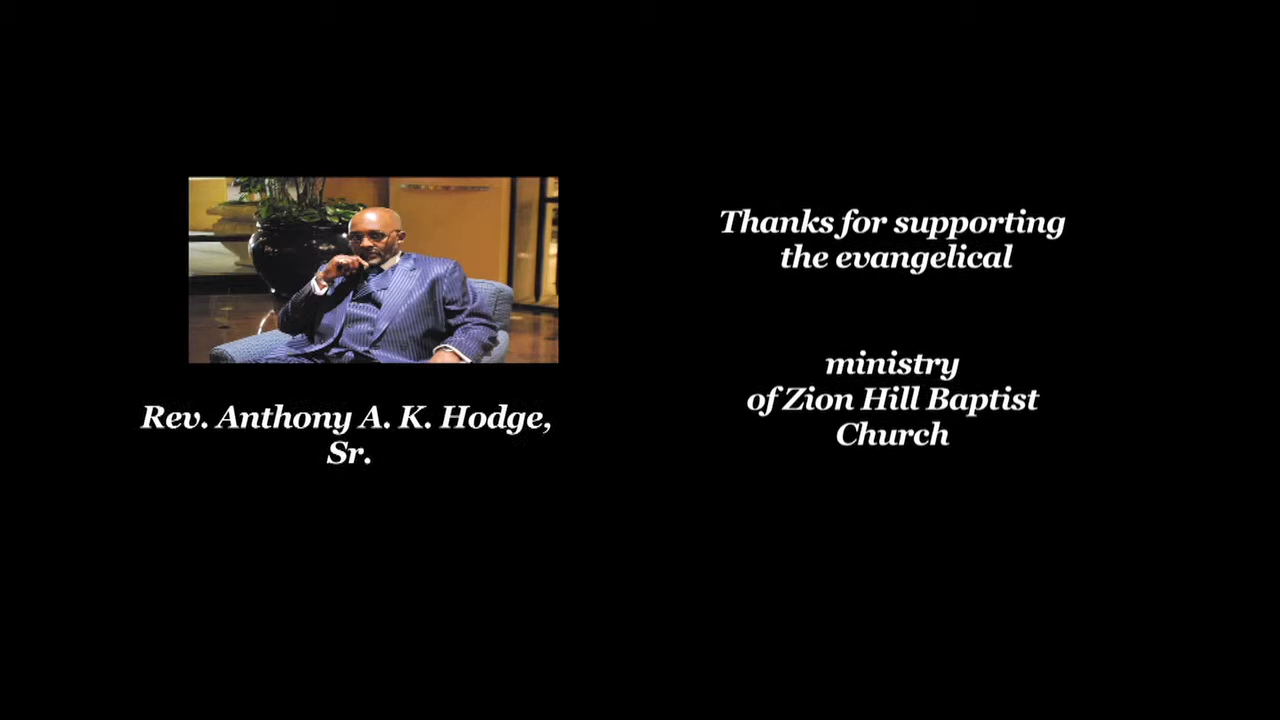 Rev. Anthony A. K. Hodge,
Sr.
Thanks for supporting
the evangelical
ministry
of Zion Hill Baptist
Church